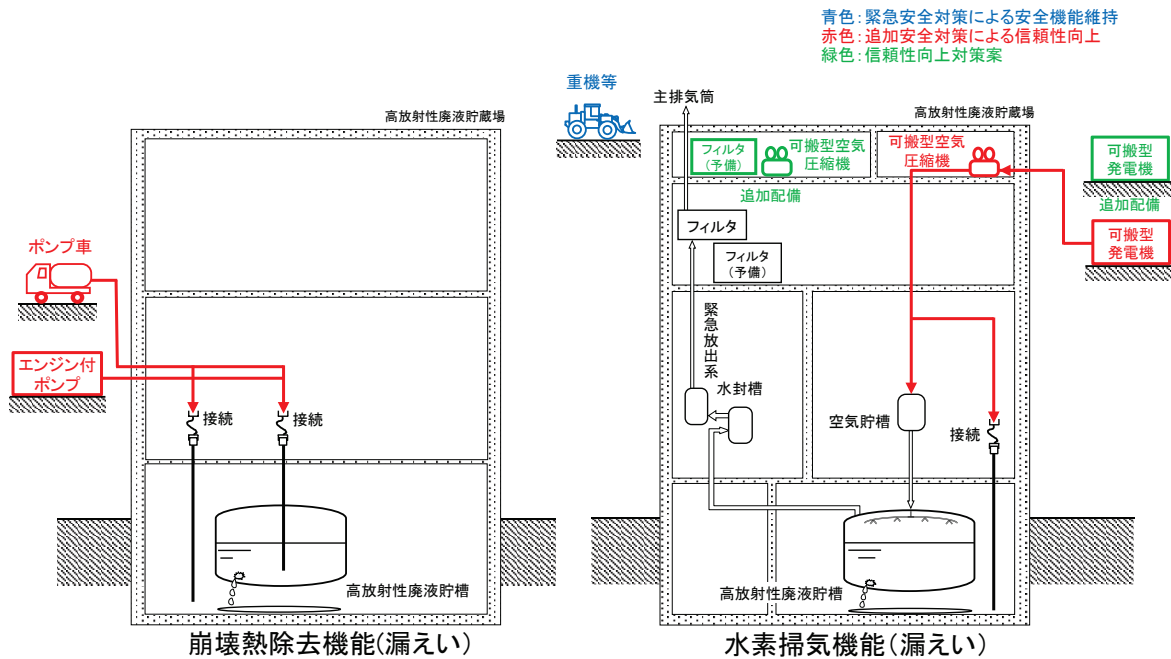 青色：緊急安全対策による安全機能維持
赤色：追加安全対策による信頼性向上
緑色：信頼性向上対策案
高放射性廃液貯蔵場
ポンプ車
エンジン付
ポンプ
接続
接続
高放射性廃液貯槽
崩壊熱除去機能(漏えい)
重機等
主排気筒
高放射性廃液貯蔵場
フィルタ
(予備)
可搬型空気
圧縮機
可搬型空気
圧縮機
追加配備
可搬型
発電機
追加配備
可搬型
発電機
フィルタ
フィルタ
(予備)
緊急放出系
水封槽
空気貯槽
接続
高放射性廃液貯槽
水素掃気機能(漏えい)